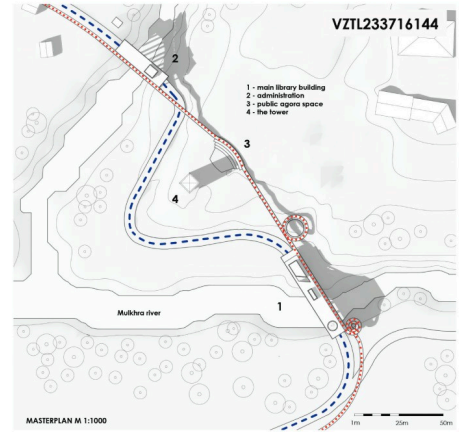 VZTL233716144
2
1 - main library building
2 - administration
3 - public agora space
4 - the tower
3
4
1
Mulkhra river
MASTERPLAN M 1:1000
1m 25m 50m